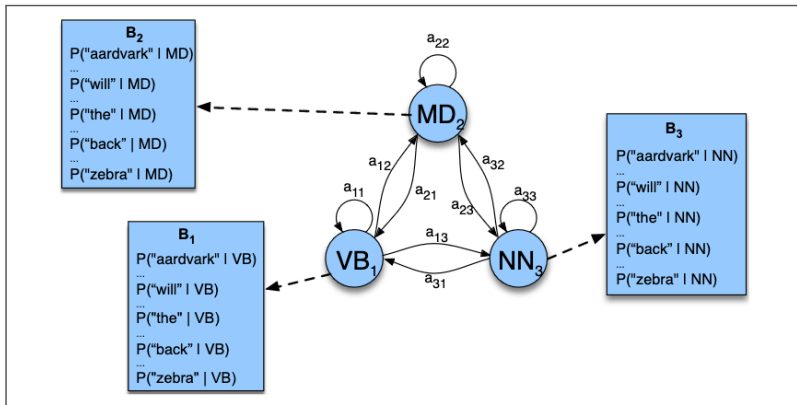 B2
P("aardvark" | MD)
...
P(“will” | MD)
...
P("the" | MD)
...
P(“back” | MD)
...
P("zebra" | MD)
a22
MD2
B3
P("aardvark" | NN)
...
P(“will” | NN)
...
P("the" | NN)
...
P(“back” | NN)
...
P("zebra" | NN)
a12
a32
a11
a21
a23
a33
B1
P("aardvark" | VB)
...
P(“will” | VB)
...
P("the" | VB)
...
P(“back” | VB)
...
P("zebra" | VB)
VB1
a13
NN3
a31